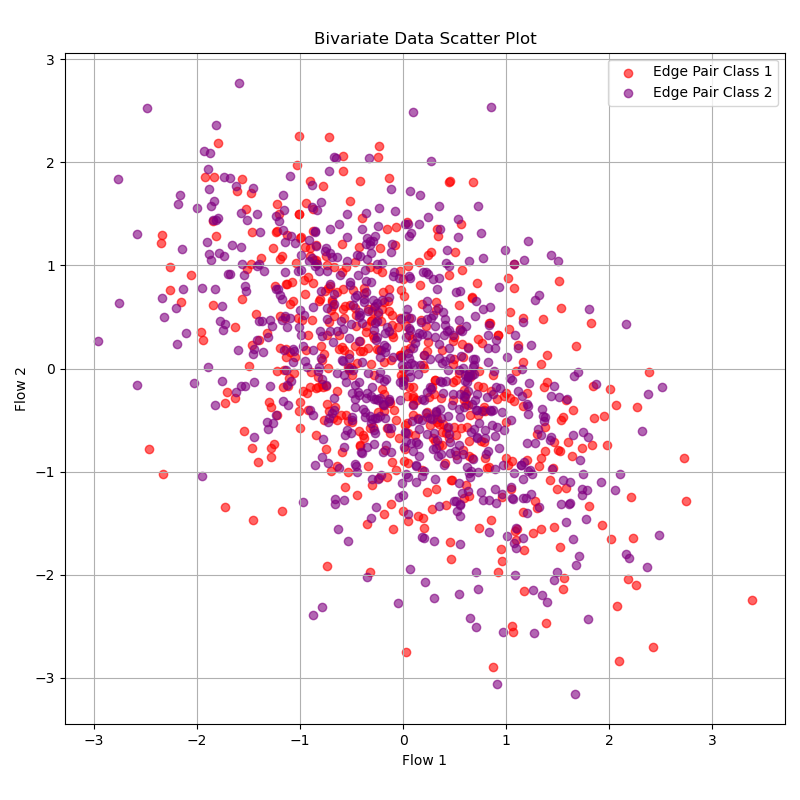 Bivariate Data Scatter Plot
Edge Pair Class 1
Edge Pair Class 2
3
2
1
0
−1
−2
−3
Flow 2
−3 −2 −1 0 1 2 3
Flow 1